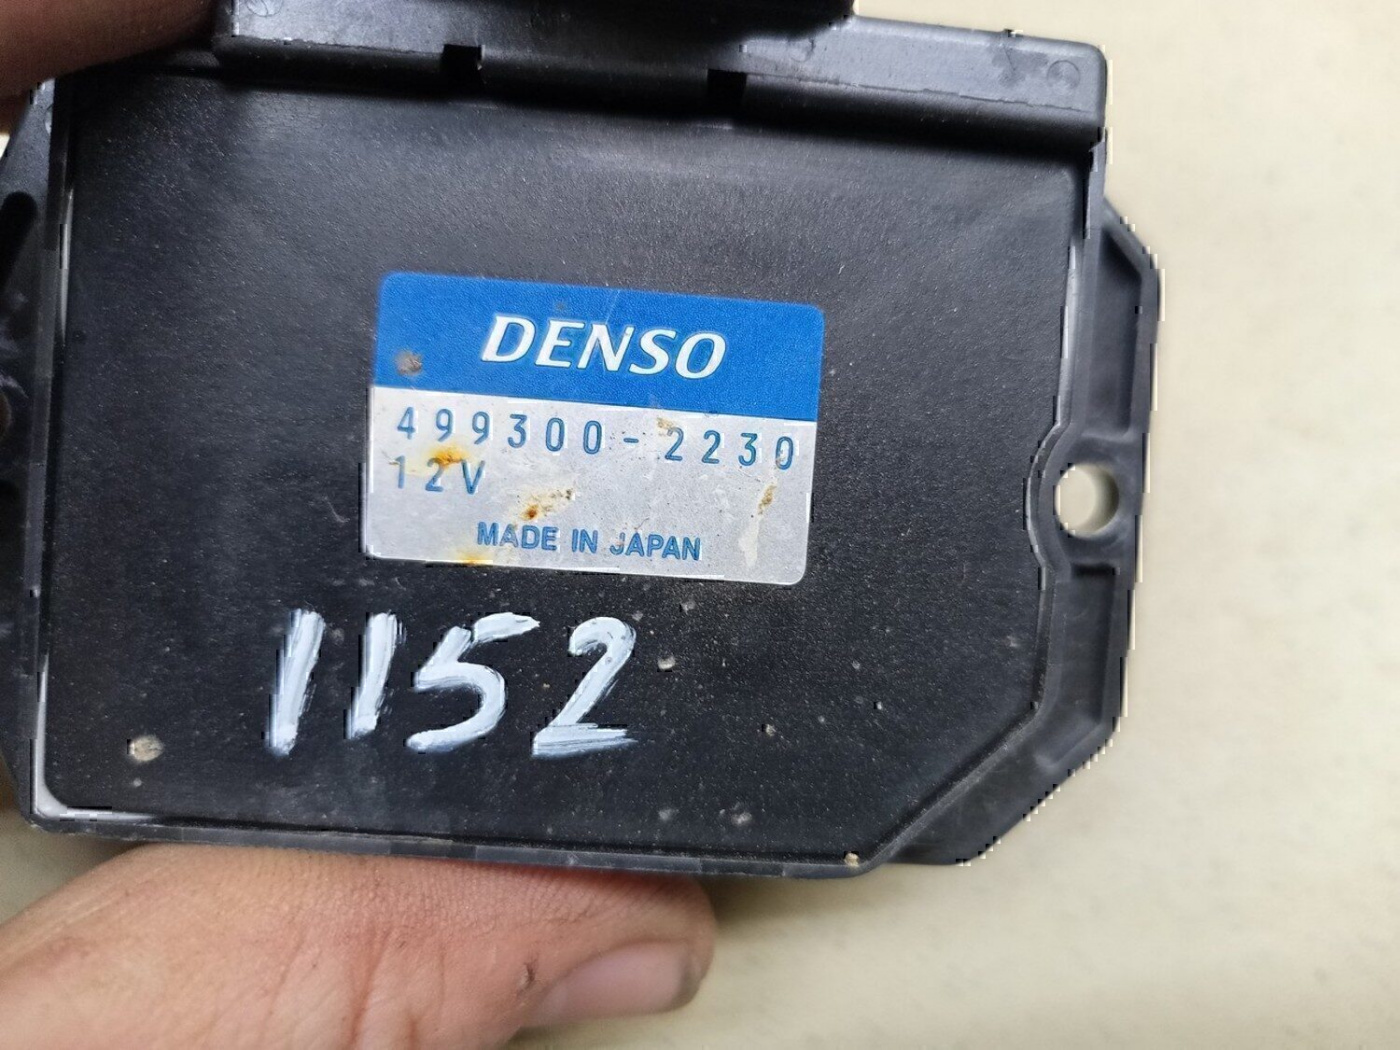 DENSO
499300-2230
12V
MADE IN JAPAN
1152